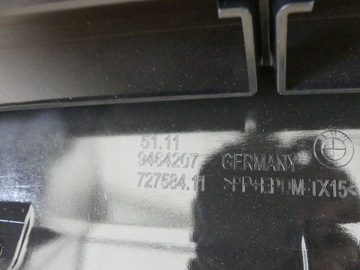 51.11
9464207 GERMANY
727584.11 >PP+EPDM-TX15<